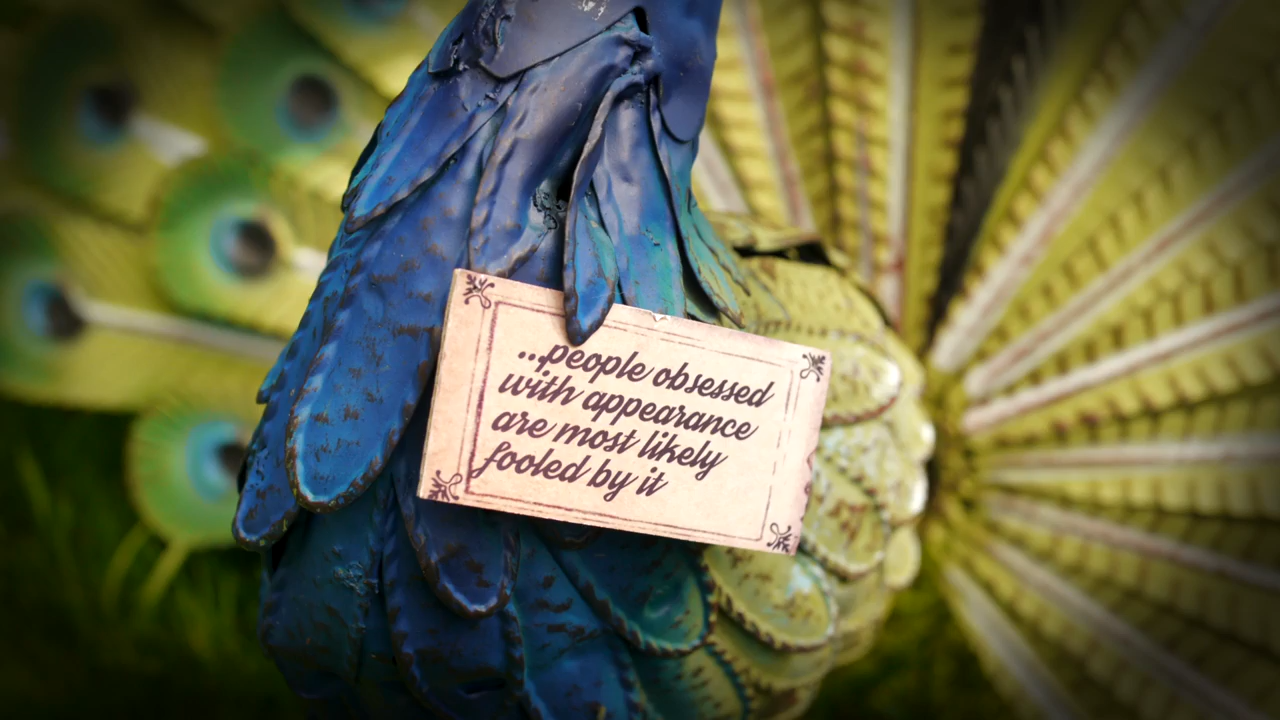 ...people obsessed
with appearance
are most likely
fooled by it